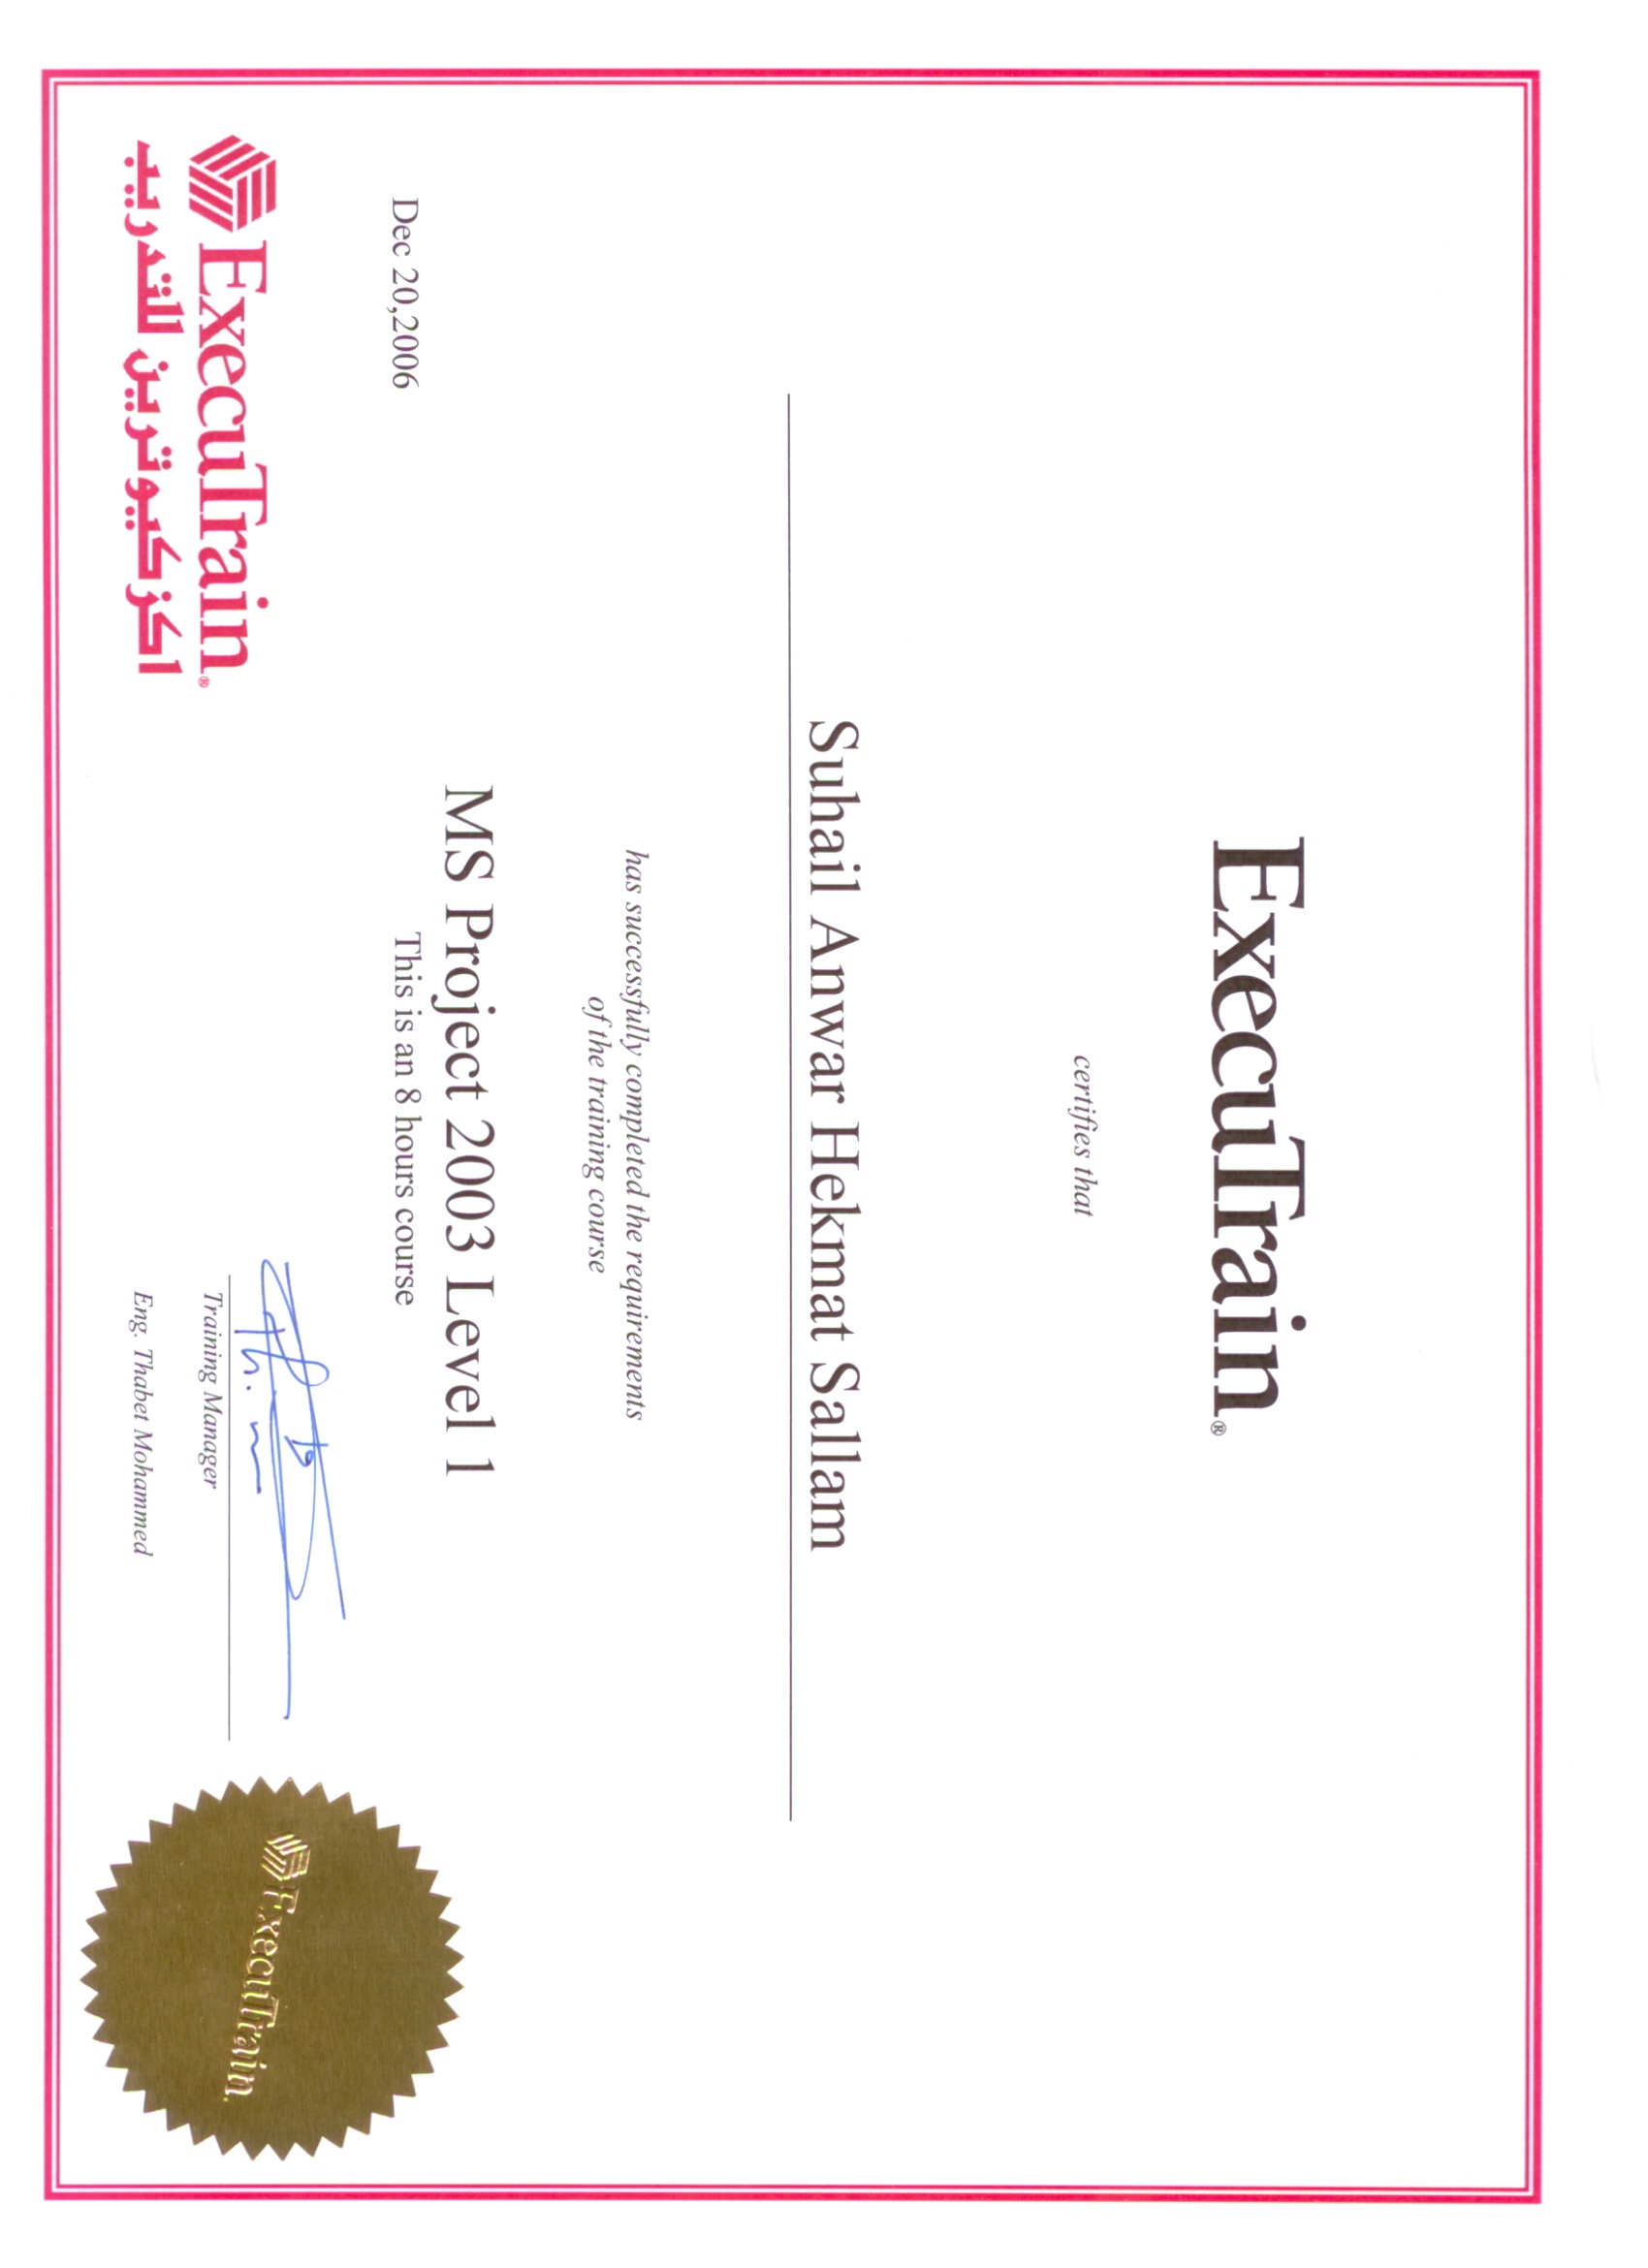 ExecuTrain®
certifies that
Suhail Anwar Hekmat Sallam
has successfully completed the requirements
of the training course
MS Project 2003 Level 1
This is an 8 hours course
Dec 20,2006
ExecuTrain®
اكزكيوترين للتدريب
Training Manager
Eng. Thabet Mohammed
ExecuTrain